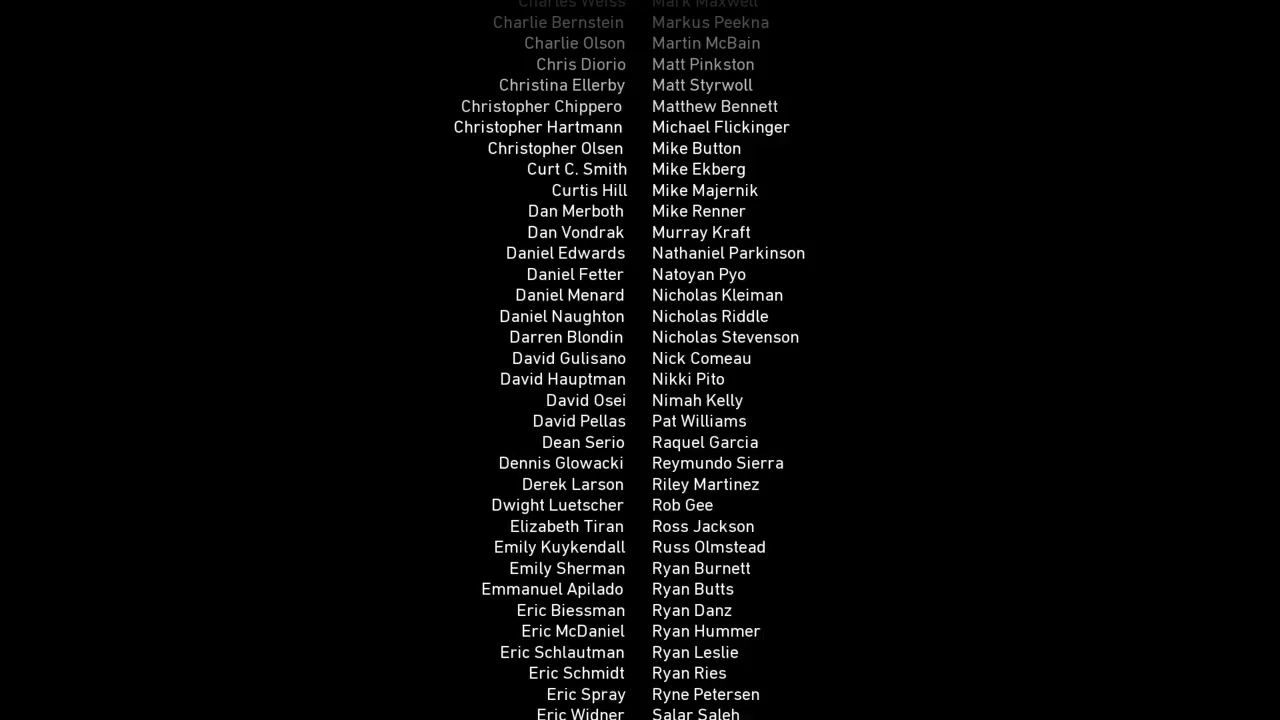 Charles Weiss Mark Maxwell
Charlie Bernstein Markus Peekna
Charlie Olson Martin McBain
Chris Diorio Matt Pinkston
Christina Ellerby Matt Styrwoll
Christopher Chippero Matthew Bennett
Christopher Hartmann Michael Flickinger
Christopher Olsen Mike Button
Curt C. Smith Mike Ekberg
Curtis Hill Mike Majernik
Dan Merboth Mike Renner
Dan Vondrak Murray Kraft
Daniel Edwards Nathaniel Parkinson
Daniel Fetter Natoyan Pyo
Daniel Menard Nicholas Kleiman
Daniel Naughton Nicholas Riddle
Darren Blondin Nicholas Stevenson
David Gulisano Nick Comeau
David Hauptman Nikki Pito
David Osei Nimah Kelly
David Pellas Pat Williams
Dean Serio Raquel Garcia
Dennis Glowacki Reymundo Sierra
Derek Larson Riley Martinez
Dwight Luetscher Rob Gee
Elizabeth Tiran Ross Jackson
Emily Kuykendall Russ Olmstead
Emily Sherman Ryan Burnett
Emmanuel Apilado Ryan Butts
Eric Biessman Ryan Danz
Eric McDaniel Ryan Hummer
Eric Schlautman Ryan Leslie
Eric Schmidt Ryan Ries
Eric Spray Ryne Petersen
Eric Widner Salar Saleh